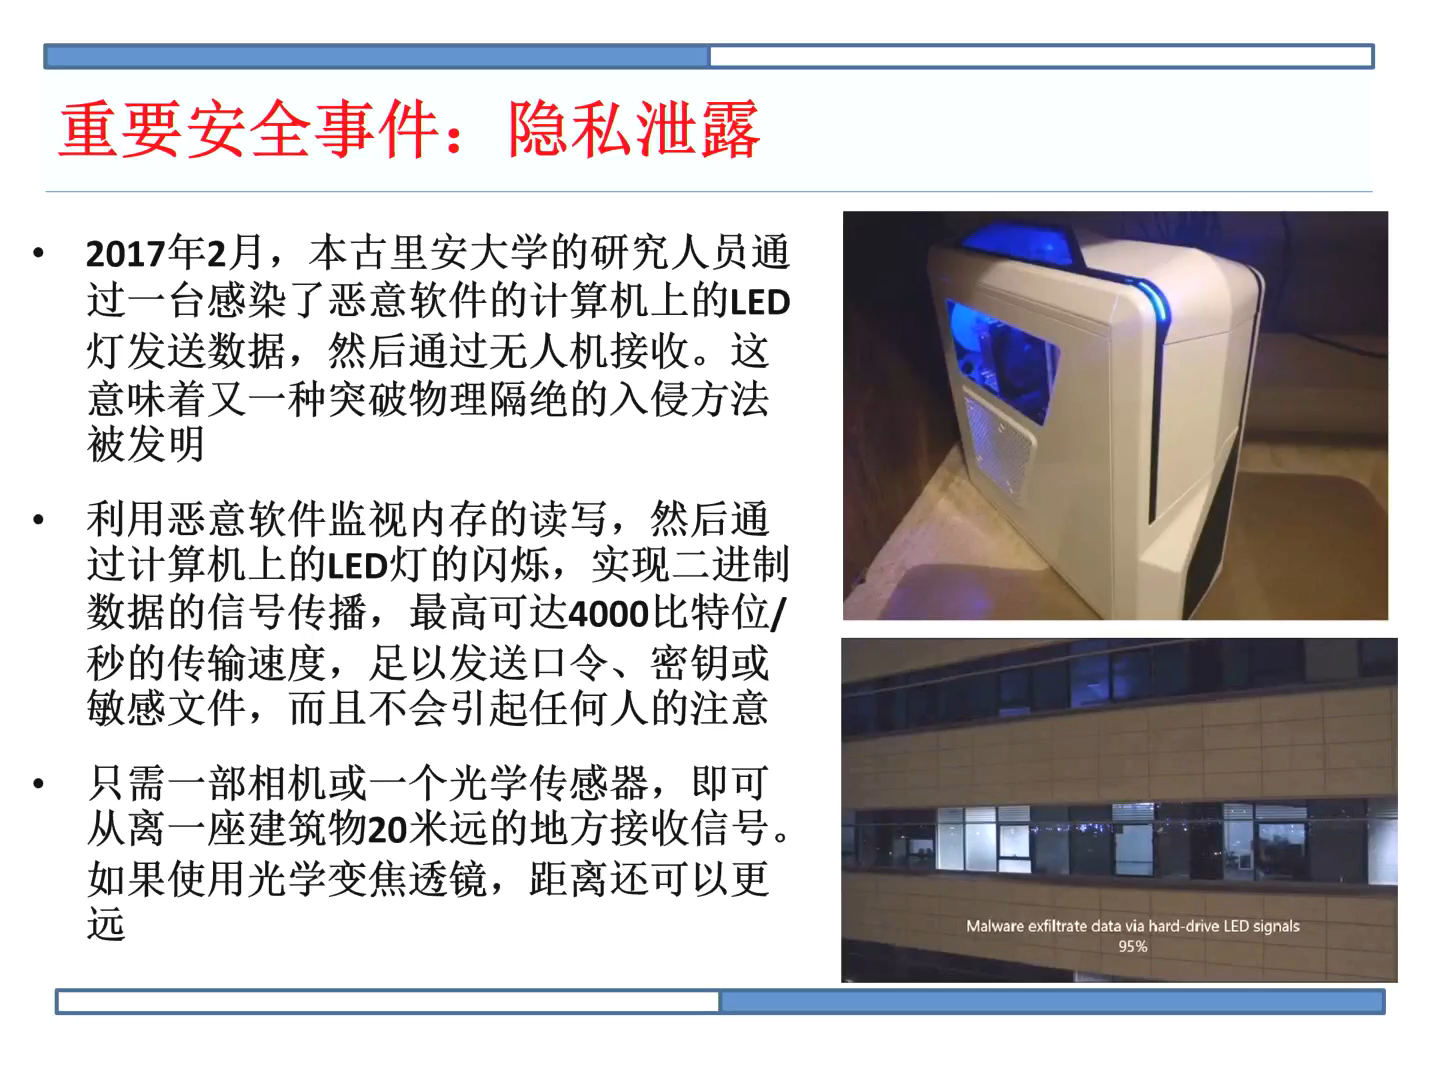 重要安全事件：隐私泄露
• 2017年2月，本古里安大学的研究人员通
过一台感染了恶意软件的计算机上的LED
灯发送数据，然后通过无人机接收。这
意味着又一种突破物理隔绝的入侵方法
被发明
• 利用恶意软件监视内存的读写，然后通
过计算机上的LED灯的闪烁，实现二进制
数据的信号传播，最高可达4000比特位/
秒的传输速度，足以发送口令、密钥或
敏感文件，而且不会引起任何人的注意
• 只需一部相机或一个光学传感器，即可
从离一座建筑物20米远的地方接收信号。
如果使用光学变焦透镜，距离还可以更
远
Malware exfiltrate data via hard-drive LED signals
95%